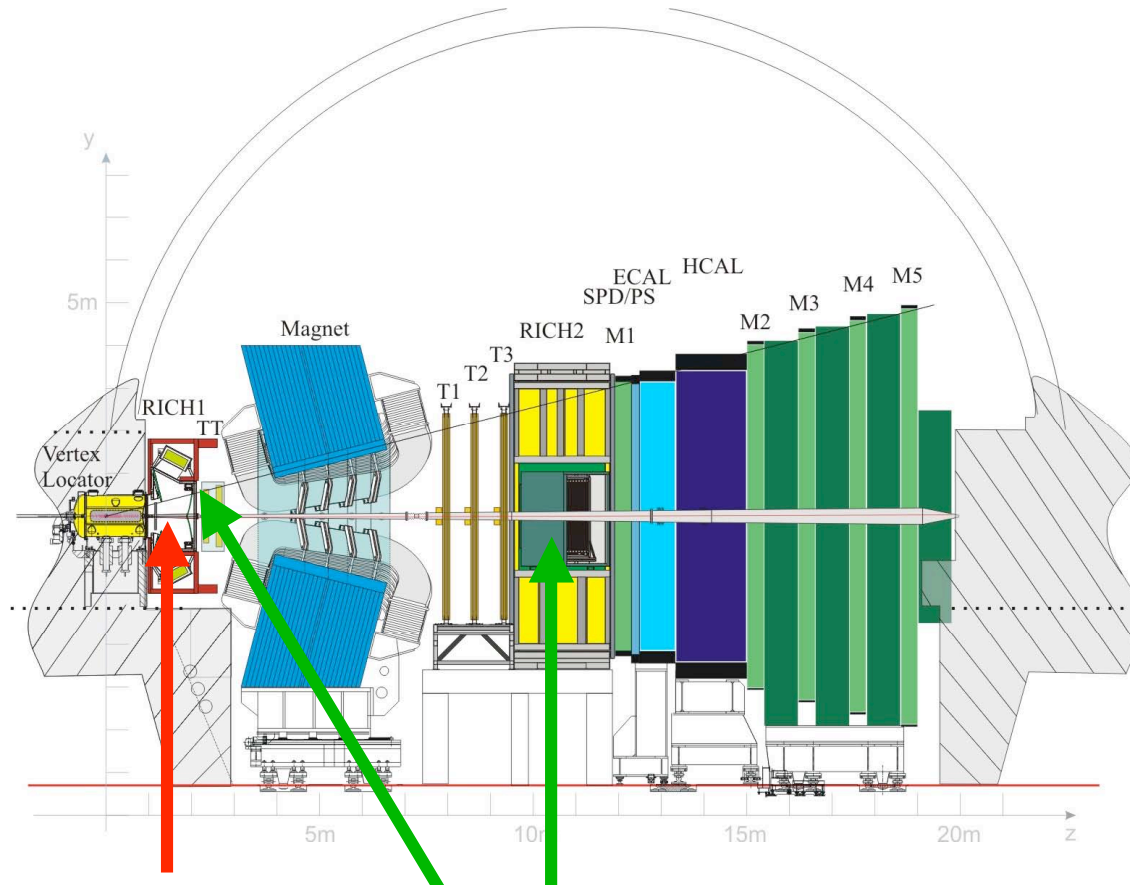 y
5m
HCAL
ECAL
SPD/PS
M5
M4
M3
M2
M1
RICH2
Magnet
T3
T2
T1
RICH1
TT
Vertex
Locator
5m
10m
15m
20m
z